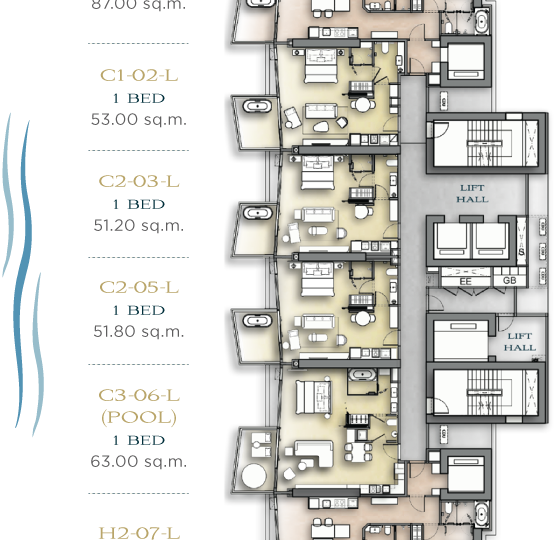 87.00 sq.m.
C1-02-L
1 BED
53.00 sq.m.
C2-03-L
1 BED
51.20 sq.m.
C2-05-L
1 BED
51.80 sq.m.
C3-06-L
(POOL)
1 BED
63.00 sq.m.
H2-07-L
LIFT
HALL
S
EE
GB
LIFT
HALL